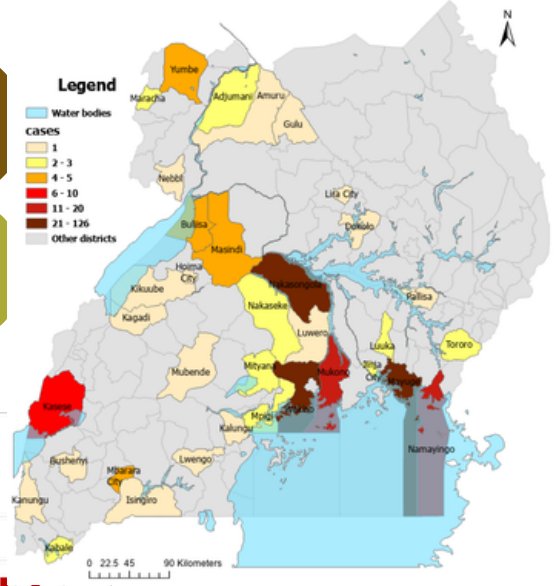 N
Yumbe
Legend
Maracha
Adjumani
Amuru
Water bodies
cases
Gulu
1
2 - 3
4 - 5
Nebbi
6 - 10
Lira City
11 - 20
Bulisa
Dokolo
21 - 126
Masindi
Other districts
Hoima
City
Nakasongola
Kikuube
Pallisa
Nakaseke
Kagadi
Luwero
Luuka
Tororo
Mityana
Jinja
City
Mukono
Mubende
Mayuge
Kasese
Mpigi
Kalungu
Namayingo
Bushenyi
Lwengo
Mbarara
City
Kanungu
Isingiro
Kabale
0 22.5 45 90 Kilometers